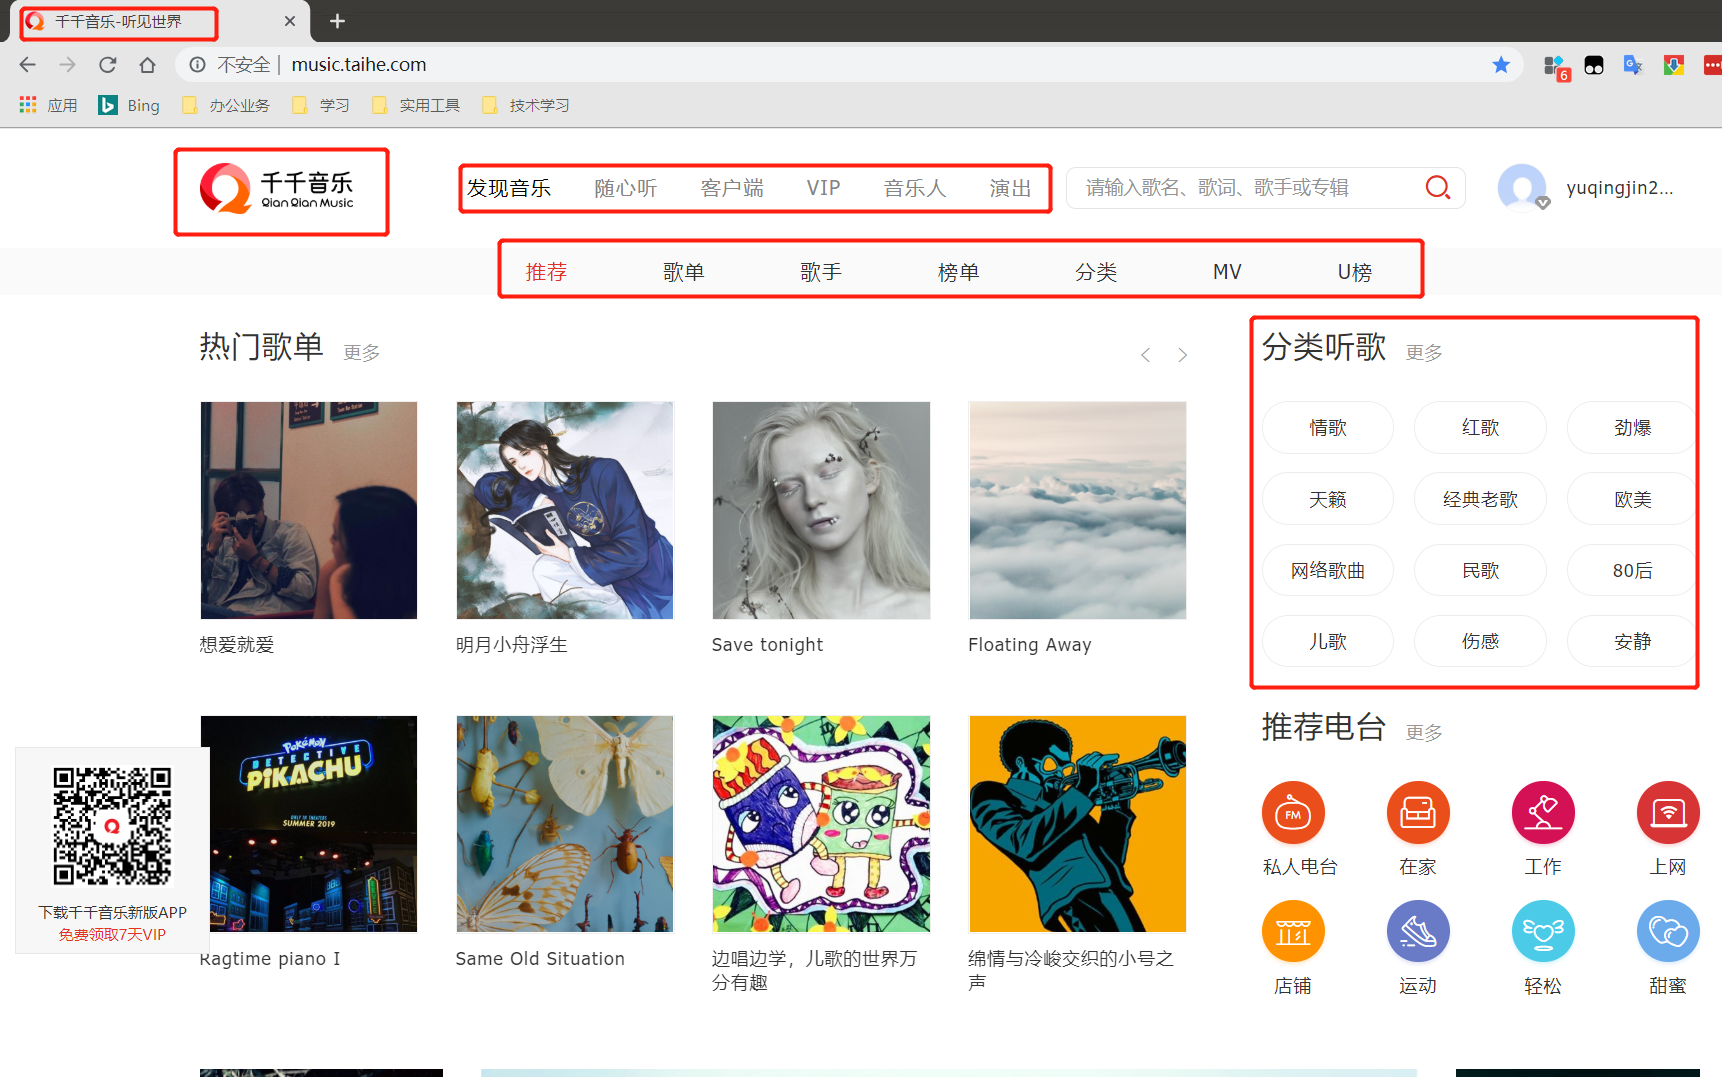 千千音乐-听见世界
不安全 | music.taihe.com
6
应用 Bing 办公业务 学习 实用工具 技术学习
千千音乐
Qian Qian Music
发现音乐 随心听 客户端 VIP 音乐人 演出
请输入歌名、歌词、歌手或专辑
yuqingjin2...
推荐 歌单 歌手 榜单 分类 MV U榜
热门歌单 更多
分类听歌 更多
情歌 红歌 劲爆
天籁 经典老歌 欧美
网络歌曲 民歌 80后
儿歌 伤感 安静
想爱就爱
明月小舟浮生
Save tonight
Floating Away
推荐电台 更多
POKéMON
DETECTIVE
PiKACHU
ONLY IN THEATERS
SUMMER 2019
FM
私人电台 在家 工作 上网
店铺 运动 轻松 甜蜜
下载千千音乐新版APP
免费领取7天VIP
Ragtime piano I
Same Old Situation
边唱边学，儿歌的世界万
分有趣
绵情与冷峻交织的小号之
声